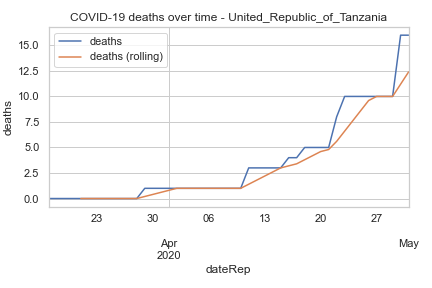 COVID-19 deaths over time - United_Republic_of_Tanzania
deaths
deaths (rolling)
deaths
15.0
12.5
10.0
7.5
5.0
2.5
0.0
23 30 06 13 20 27
Apr May
2020
dateRep